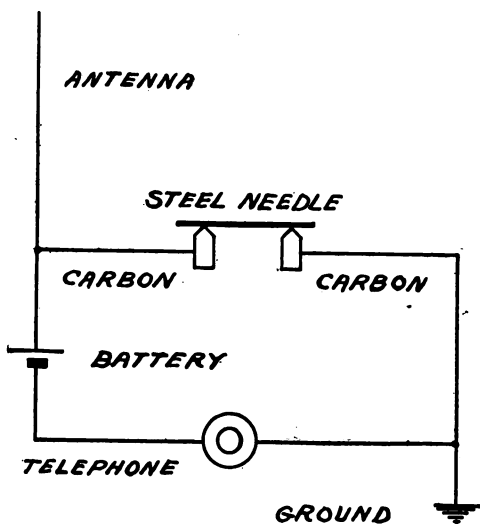 ANTENNA
STEEL NEEDLE
CARBON
CARBON
BATTERY
TELEPHONE
GROUND